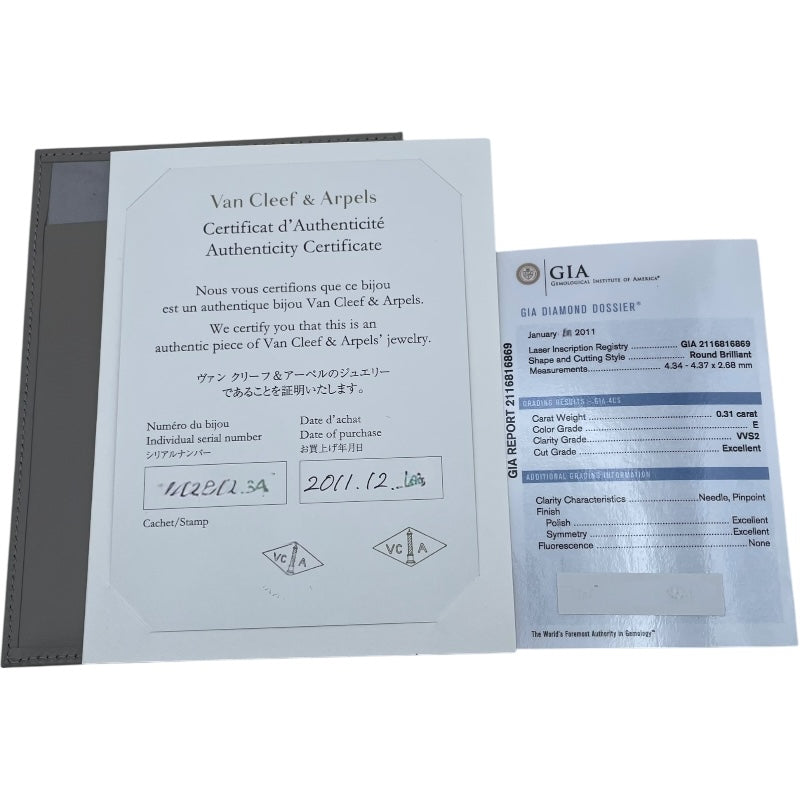 Van Cleef & Arpels
Certificat d'Authenticité
Authenticity Certificate
Nous vous certifions que ce bijou
est un authentique bijou Van Cleef & Arpels.
We certify you that this is an
authentic piece of Van Cleef & Arpels' jewelry.
ヴァン クリーフ&アーペルのジュエリー
であることを証明いたします。
Numéro du bijou
Individual serial number
シリアルナンバー
Date d'achat
Date of purchase
お買上げ年月日
2011.12.
Cachet/Stamp
VC A
VC A
GIA REPORT 2116816869
GIA
GEMOLOGICAL INSTITUTE OF AMERICA®
GIA DIAMOND DOSSIER®
January 2011
Laser Inscription Registry GIA 2116816869
Shape and Cutting Style Round Brilliant
Measurements 4.34 - 4.37 x 2.68 mm
GRADING RESULTS - GIA 4CS
Carat Weight 0.31 carat
Color Grade E
Clarity Grade VVS2
Cut Grade Excellent
ADDITIONAL GRADING INFORMATION
Clarity Characteristics Needle, Pinpoint
Finish
Polish Excellent
Symmetry Excellent
Fluorescence None
The World's Foremost Authority in Gemology™